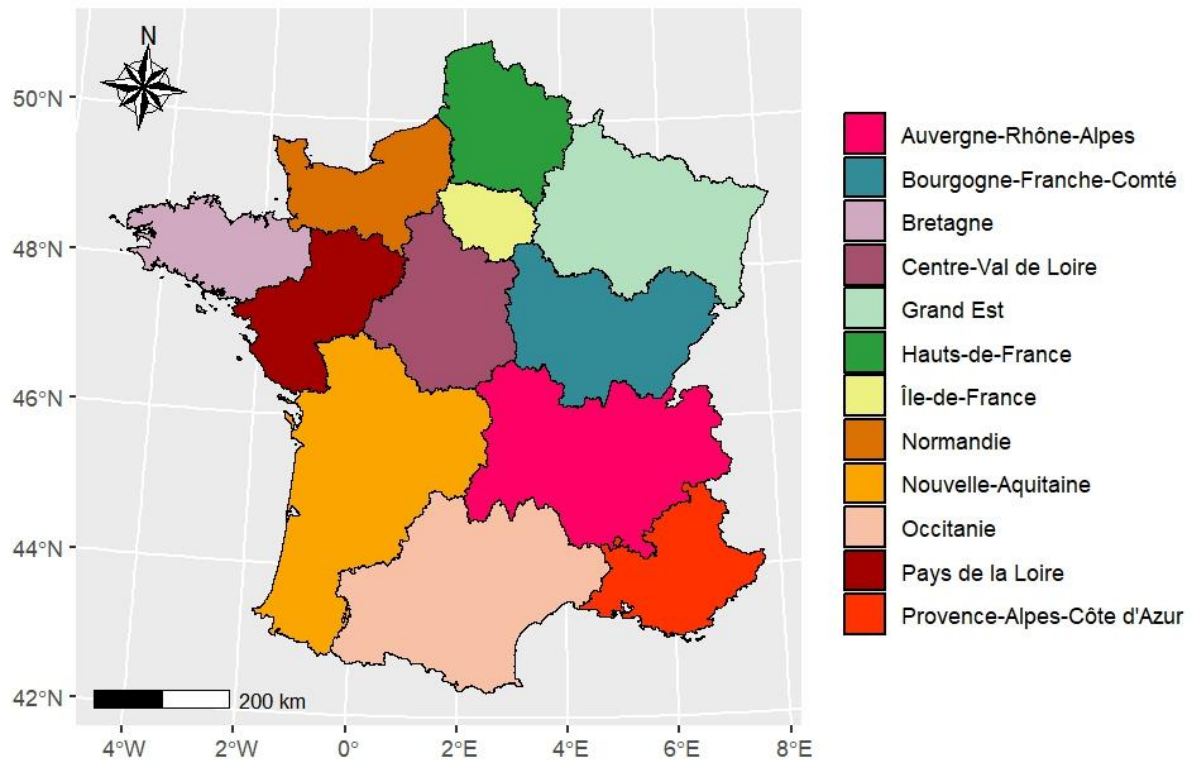 N
50°N
48°N
46°N
44°N
42°N
200 km
4°W
2°W
0°
2°E
4°E
6°E
8°E
Auvergne-Rhône-Alpes
Bourgogne-Franche-Comté
Bretagne
Centre-Val de Loire
Grand Est
Hauts-de-France
Île-de-France
Normandie
Nouvelle-Aquitaine
Occitanie
Pays de la Loire
Provence-Alpes-Côte d'Azur